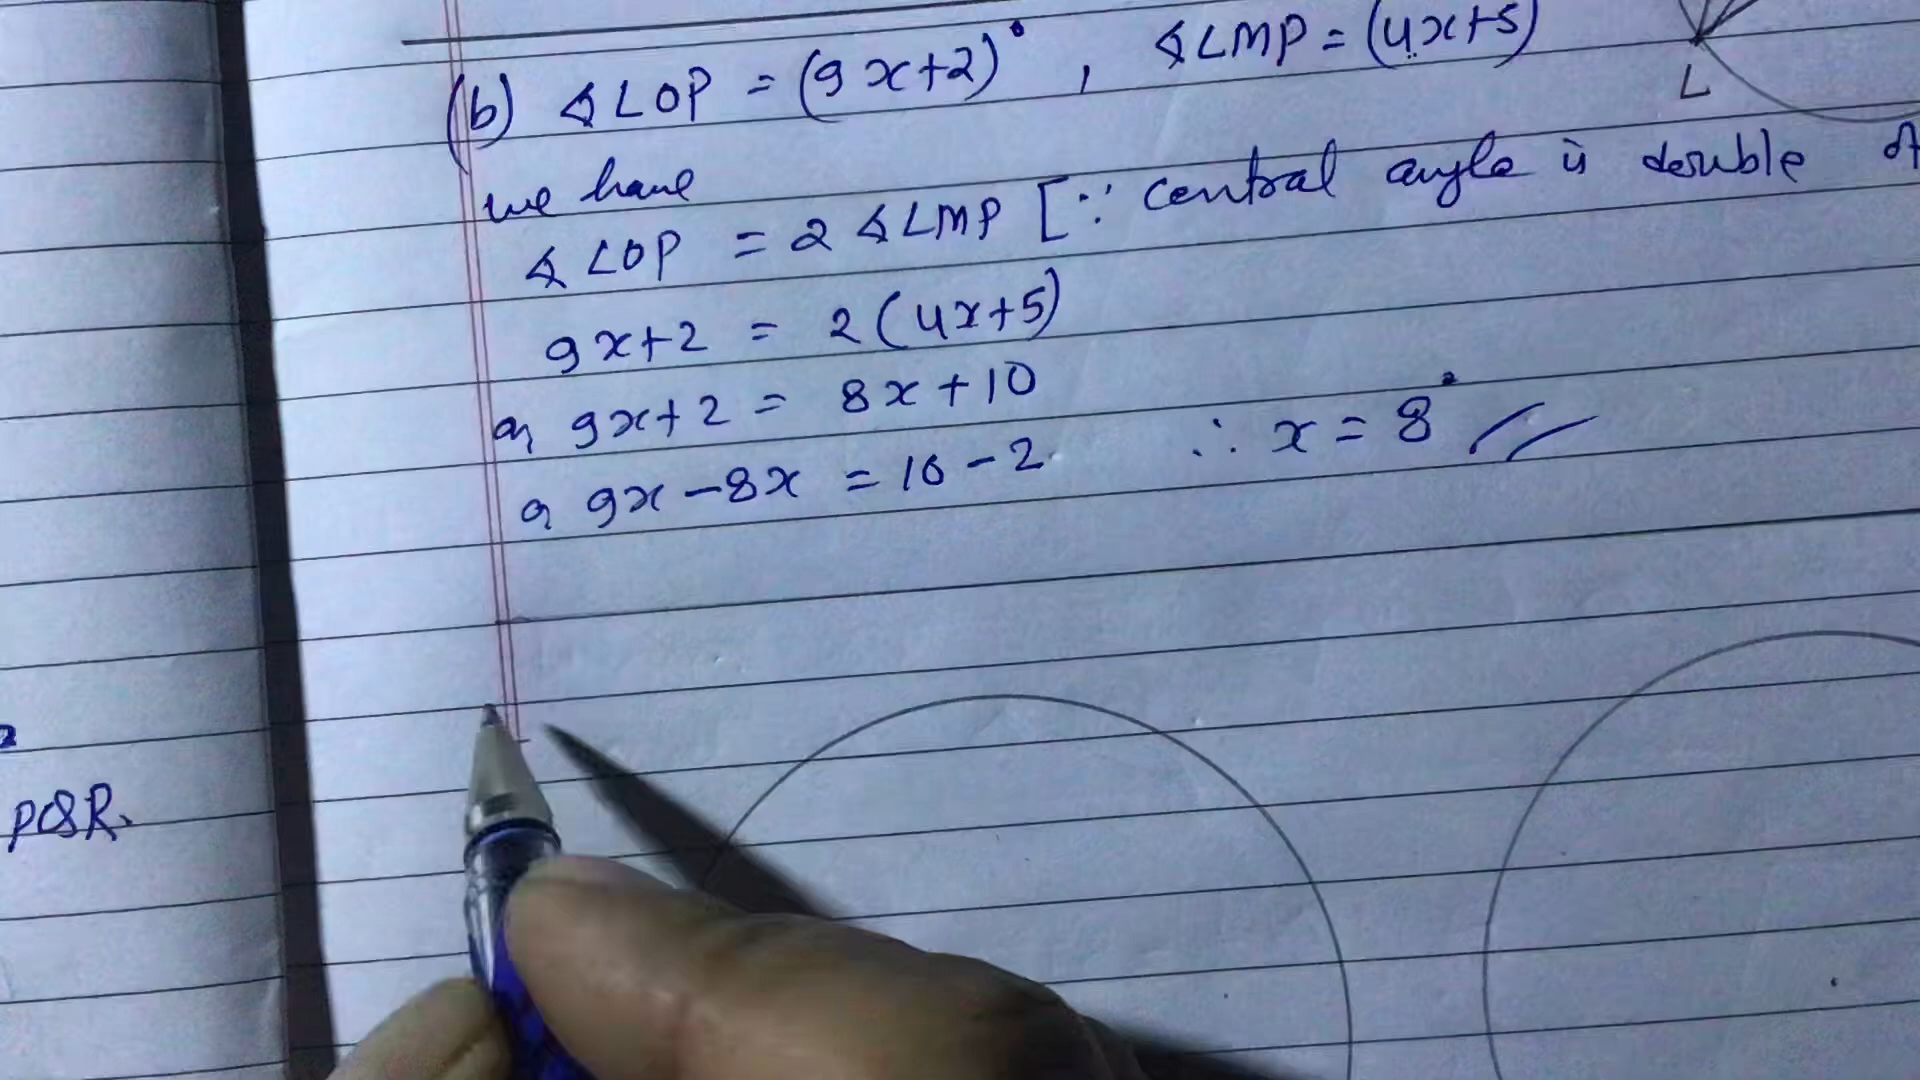 (b) ∡LOP = (9x+2)°, ∡LMP = (4x+5)
L
we have
∡LOP = 2 ∡LMP [∵ central angle is double of
9x+2 = 2(4x+5)
or 9x+2 = 8x+10
or 9x-8x = 10-2 ∴ x = 8°
PQR.